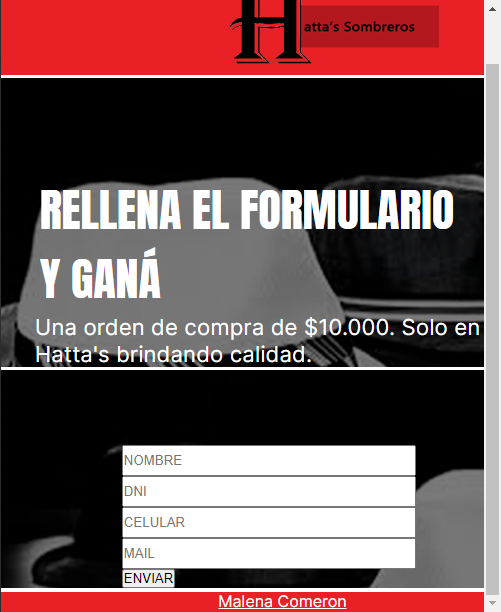 Hatta's Sombreros
RELLENA EL FORMULARIO
Y GANÁ
Una orden de compra de $10.000. Solo en
Hatta's brindando calidad.
NOMBRE
DNI
CELULAR
MAIL
ENVIAR
Malena Comeron